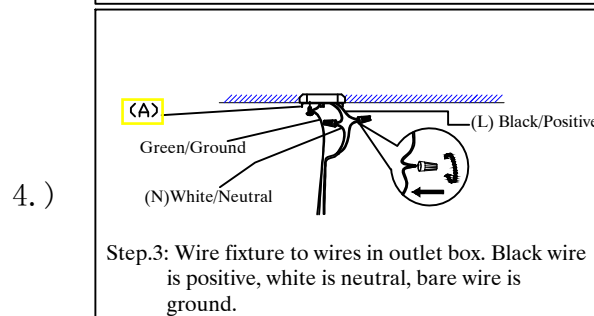 (A)
(L) Black/Positive
Green/Ground
(N)White/Neutral
4.)
Step.3: Wire fixture to wires in outlet box. Black wire
is positive, white is neutral, bare wire is
ground.